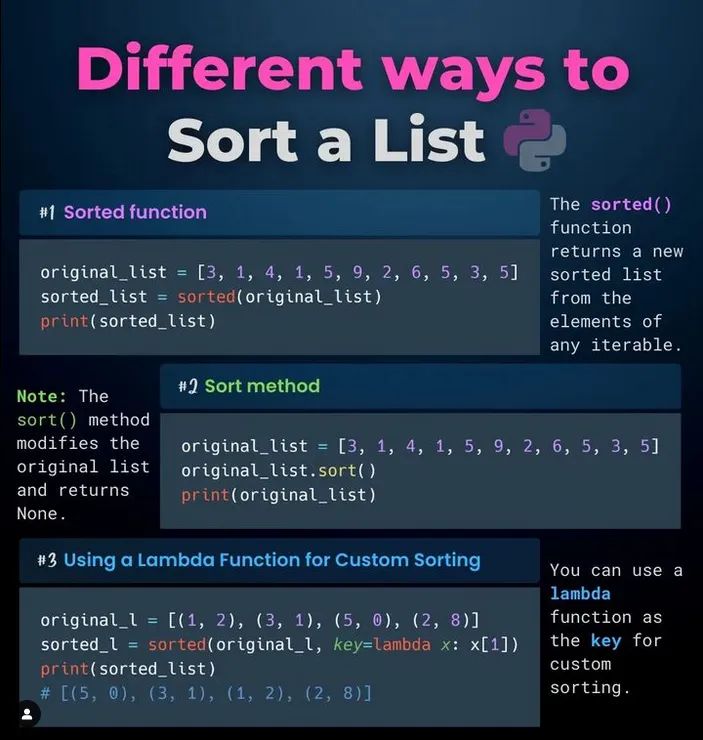 Different ways to
Sort a List
#1 Sorted function
original_list = [3, 1, 4, 1, 5, 9, 2, 6, 5, 3, 5]
sorted_list = sorted(original_list)
print(sorted_list)
The sorted()
function
returns a new
sorted list
from the
elements of
any iterable.
#2 Sort method
original_list = [3, 1, 4, 1, 5, 9, 2, 6, 5, 3, 5]
original_list.sort()
print(original_list)
Note: The
sort() method
modifies the
original list
and returns
None.
#3 Using a Lambda Function for Custom Sorting
original_l = [(1, 2), (3, 1), (5, 0), (2, 8)]
sorted_l = sorted(original_l, key=lambda x: x[1])
print(sorted_list)
# [(5, 0), (3, 1), (1, 2), (2, 8)]
You can use a
lambda
function as
the key for
custom
sorting.